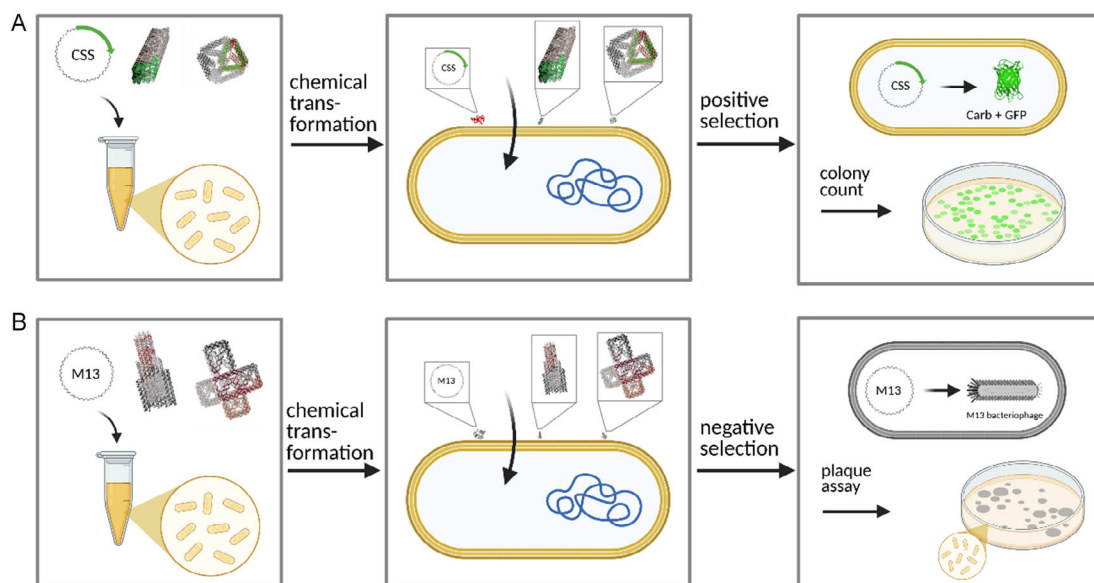 A
CSS
chemical
trans-
formation
CSS
positive
selection
CSS
Carb + GFP
colony
count
B
M13
chemical
trans-
formation
M13
negative
selection
M13
M13 bacteriophage
plaque
assay